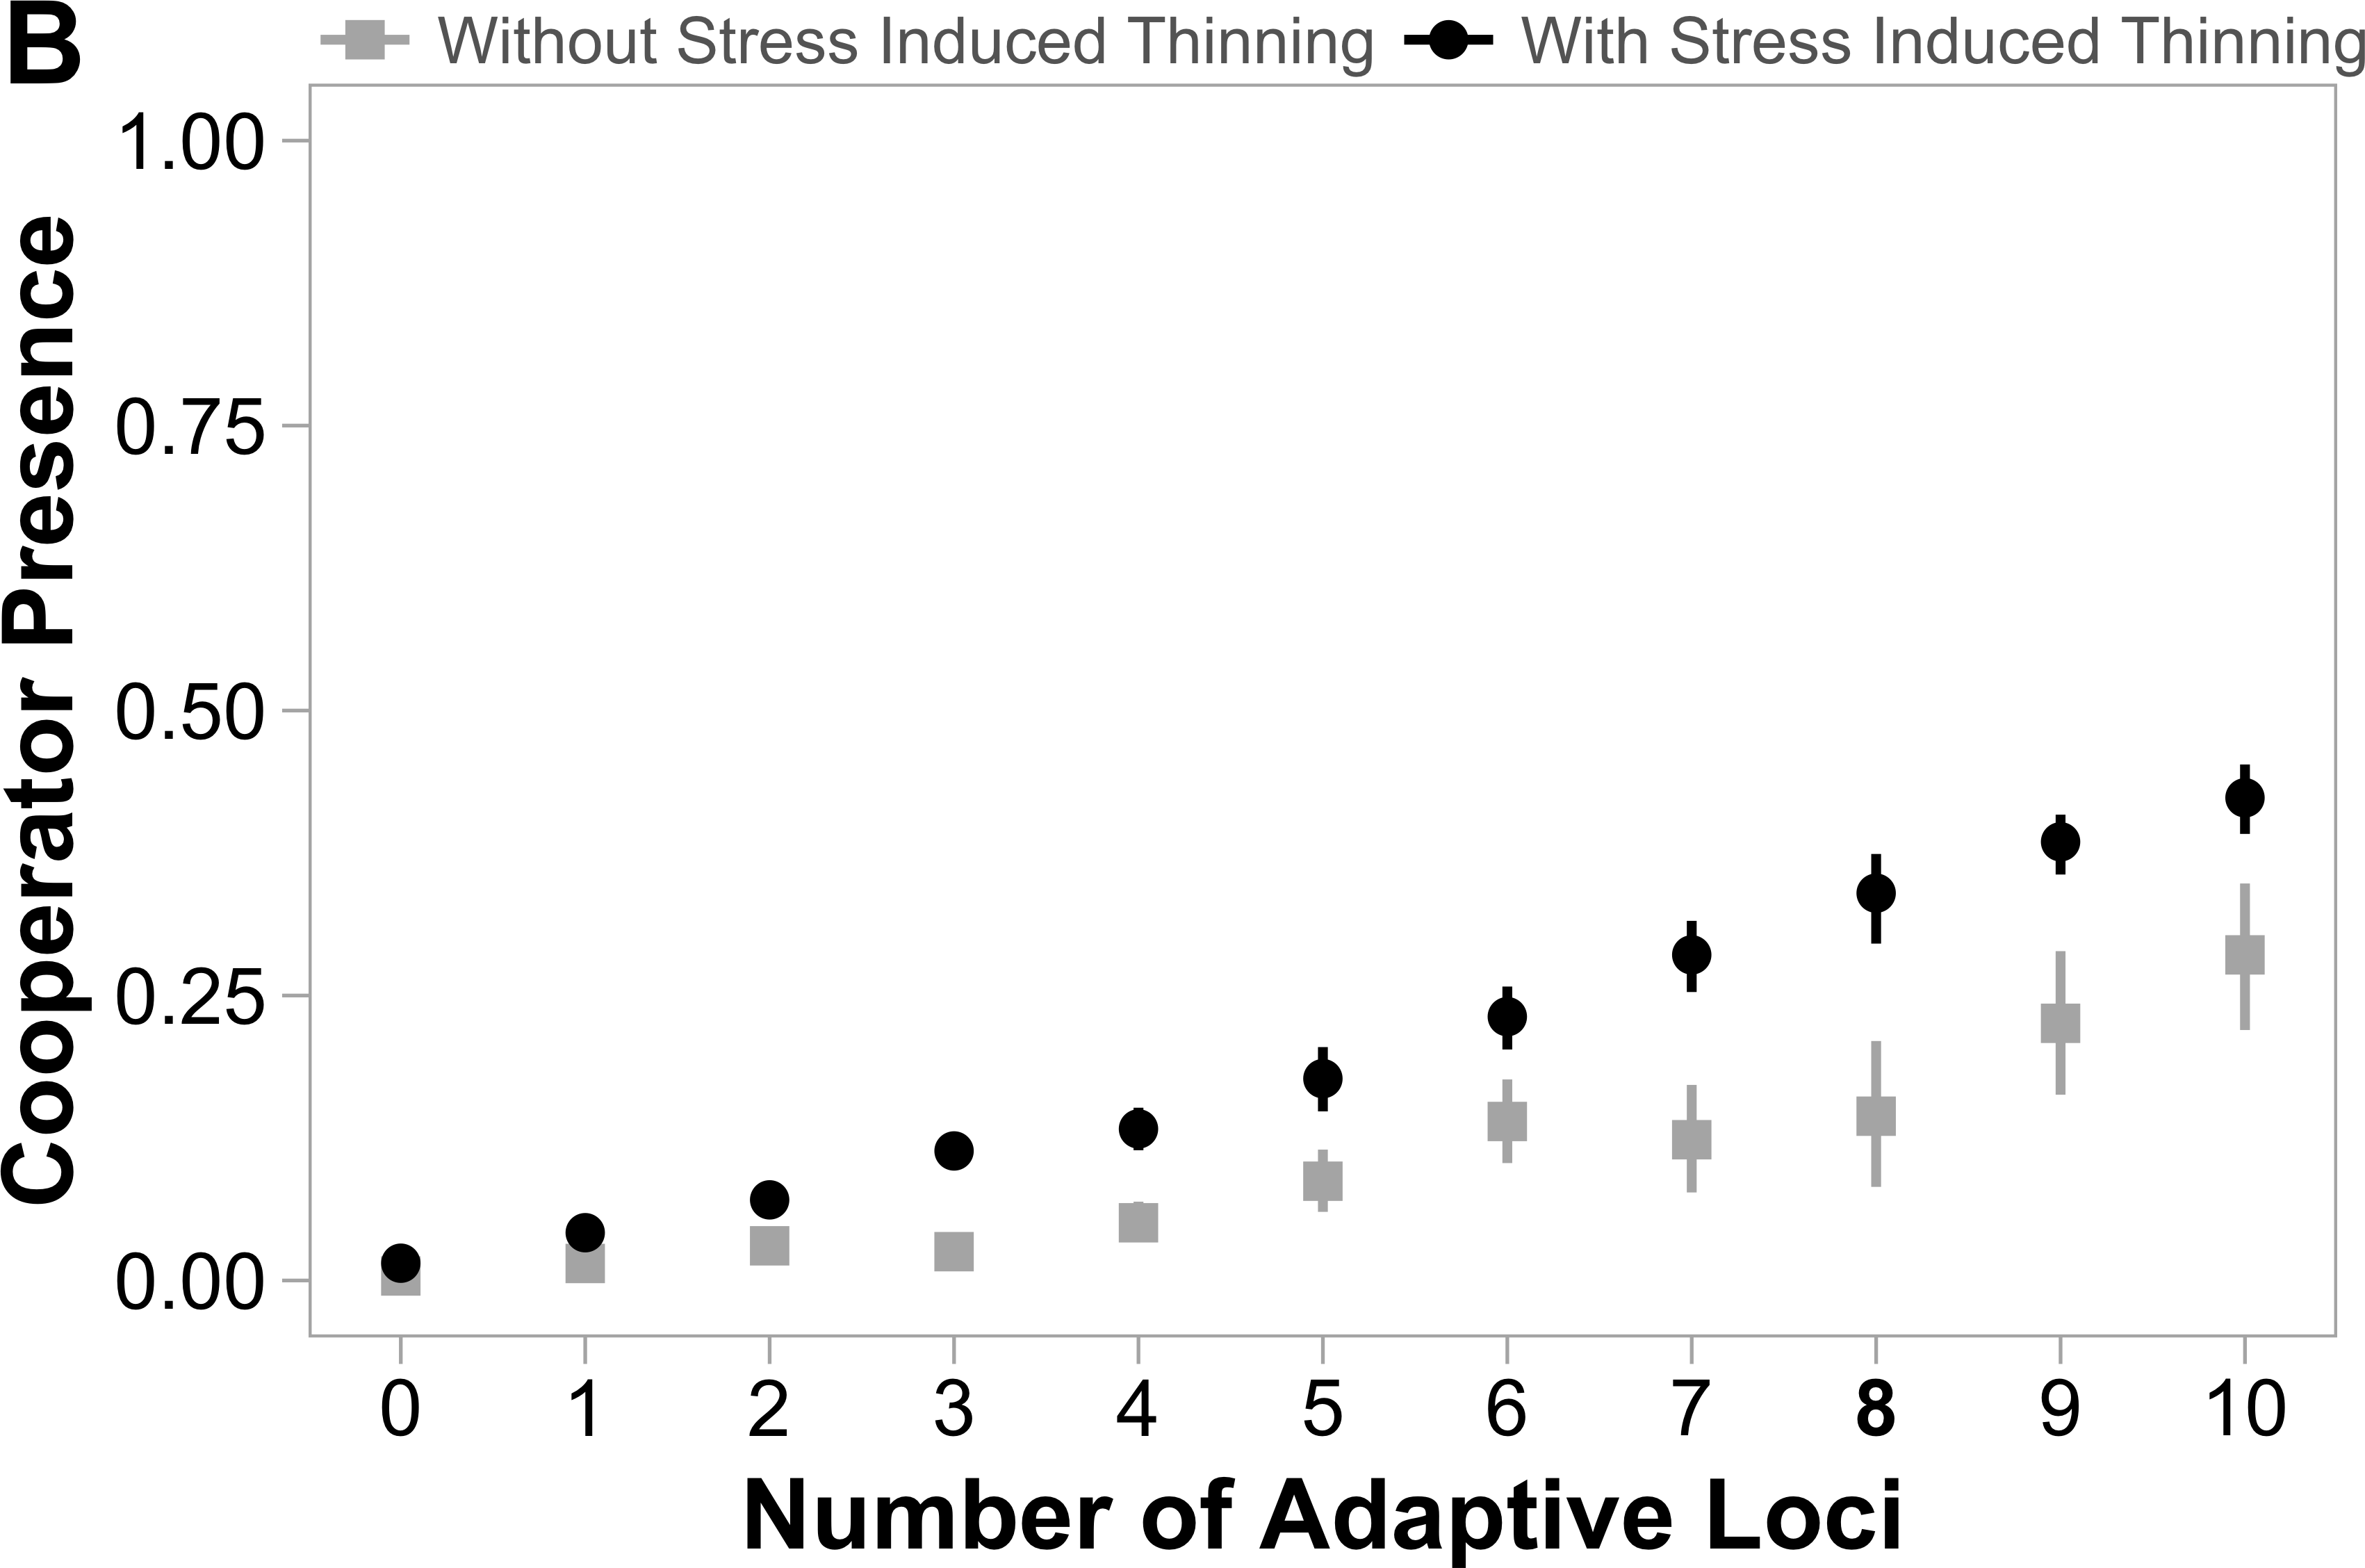 B
Without Stress Induced Thinning With Stress Induced Thinning
1.00
0.75
0.50
0.25
0.00
Cooperator Presence
0 1 2 3 4 5 6 7 8 9 10
Number of Adaptive Loci